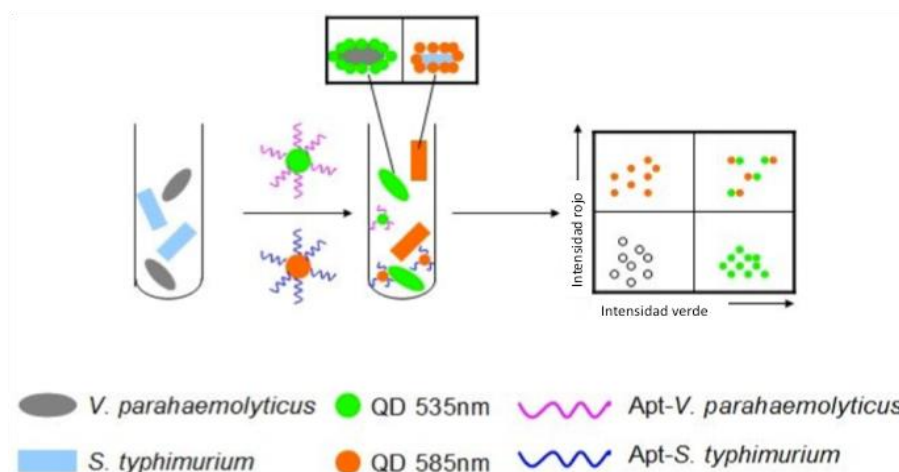 Intensidad rojo
Intensidad verde
V. parahaemolyticus
QD 535nm
Apt-V. parahaemolyticus
S. typhimurium
QD 585nm
Apt-S. typhimurium